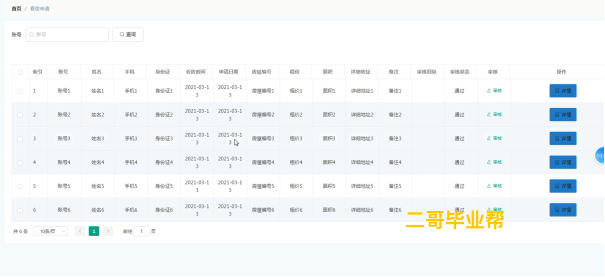 首页 / 看房申请
账号 账号 搜索
索引 账号 姓名 手机 身份证 看房时间 申请日期 房屋编号 租价 面积 详细地址 备注 审核回复 审核状态 审核 操作
1 账号1 姓名1 手机1 身份证1 2021-03-13 2021-03-13 房屋编号1 租价1 面积1 详细地址1 备注1 通过 审核 详情
2 账号2 姓名2 手机2 身份证2 2021-03-13 2021-03-13 房屋编号2 租价2 面积2 详细地址2 备注2 通过 审核 详情
3 账号3 姓名3 手机3 身份证3 2021-03-13 2021-03-13 房屋编号3 租价3 面积3 详细地址3 备注3 通过 审核 详情
4 账号4 姓名4 手机4 身份证4 2021-03-13 2021-03-13 房屋编号4 租价4 面积4 详细地址4 备注4 通过 审核 详情
5 账号5 姓名5 手机5 身份证5 2021-03-13 2021-03-13 房屋编号5 租价5 面积5 详细地址5 备注5 通过 审核 详情
6 账号6 姓名6 手机6 身份证6 2021-03-13 2021-03-13 房屋编号6 租价6 面积6 详细地址6 备注6 通过 审核 详情
二哥毕业帮
共 6 条 10条/页 1 前往 1 页